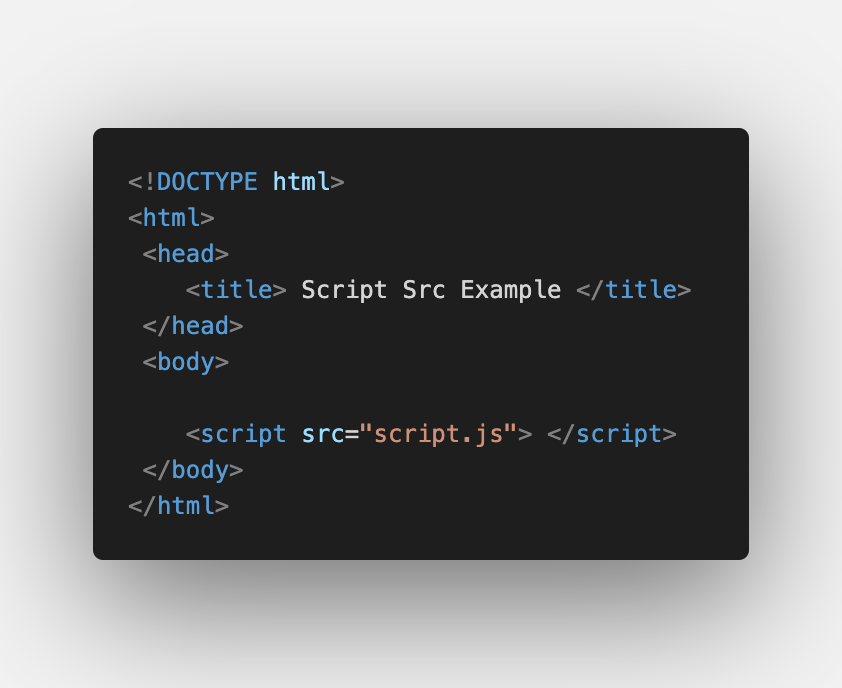 <!DOCTYPE html>
<html>
 <head>
    <title> Script Src Example </title>
 </head>
 <body>

    <script src="script.js"> </script>
 </body>
</html>